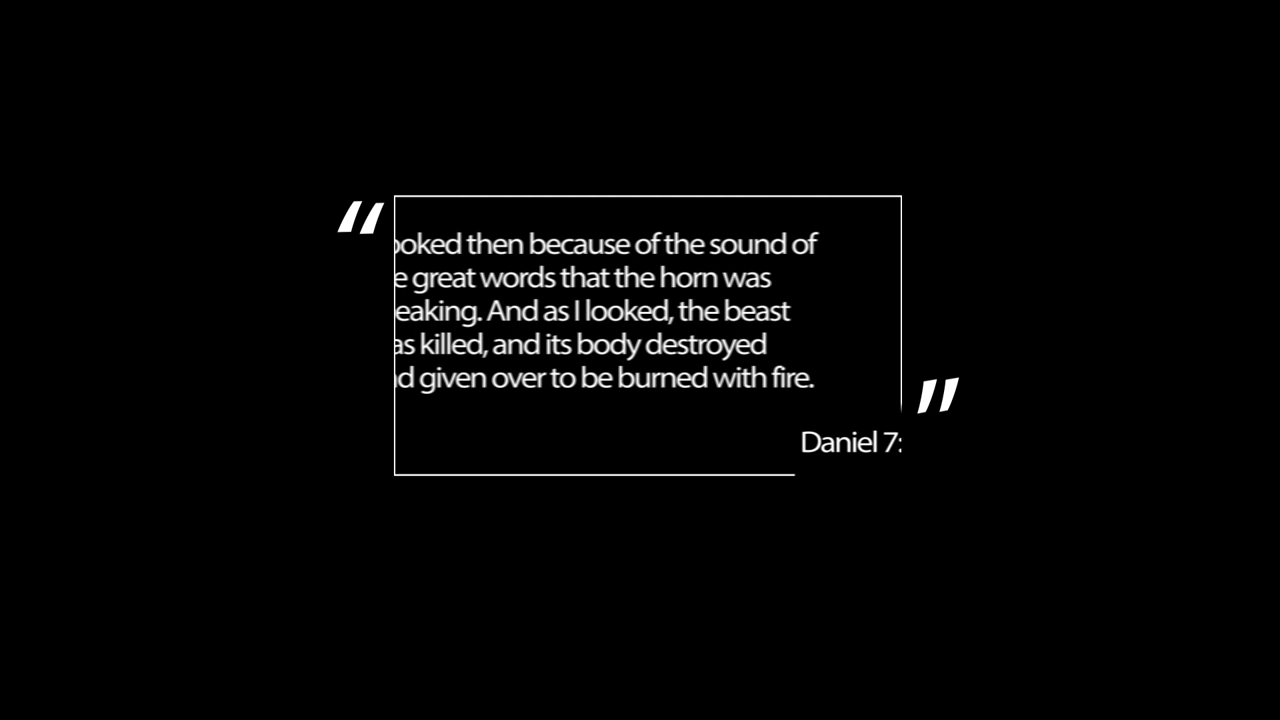 “
ooked then because of the sound of
e great words that the horn was
eaking. And as I looked, the beast
as killed, and its body destroyed
d given over to be burned with fire.
”
Daniel 7: